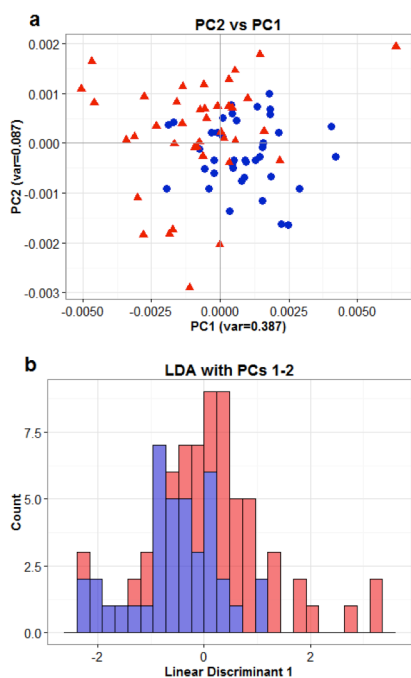 a
PC2 vs PC1
0.002
0.001
0.000
-0.001
-0.002
-0.003
PC2 (var=0.087)
-0.0050
-0.0025
0.0000
0.0025
0.0050
PC1 (var=0.387)
b
LDA with PCs 1-2
7.5
5.0
2.5
0.0
Count
-2
0
2
Linear Discriminant 1